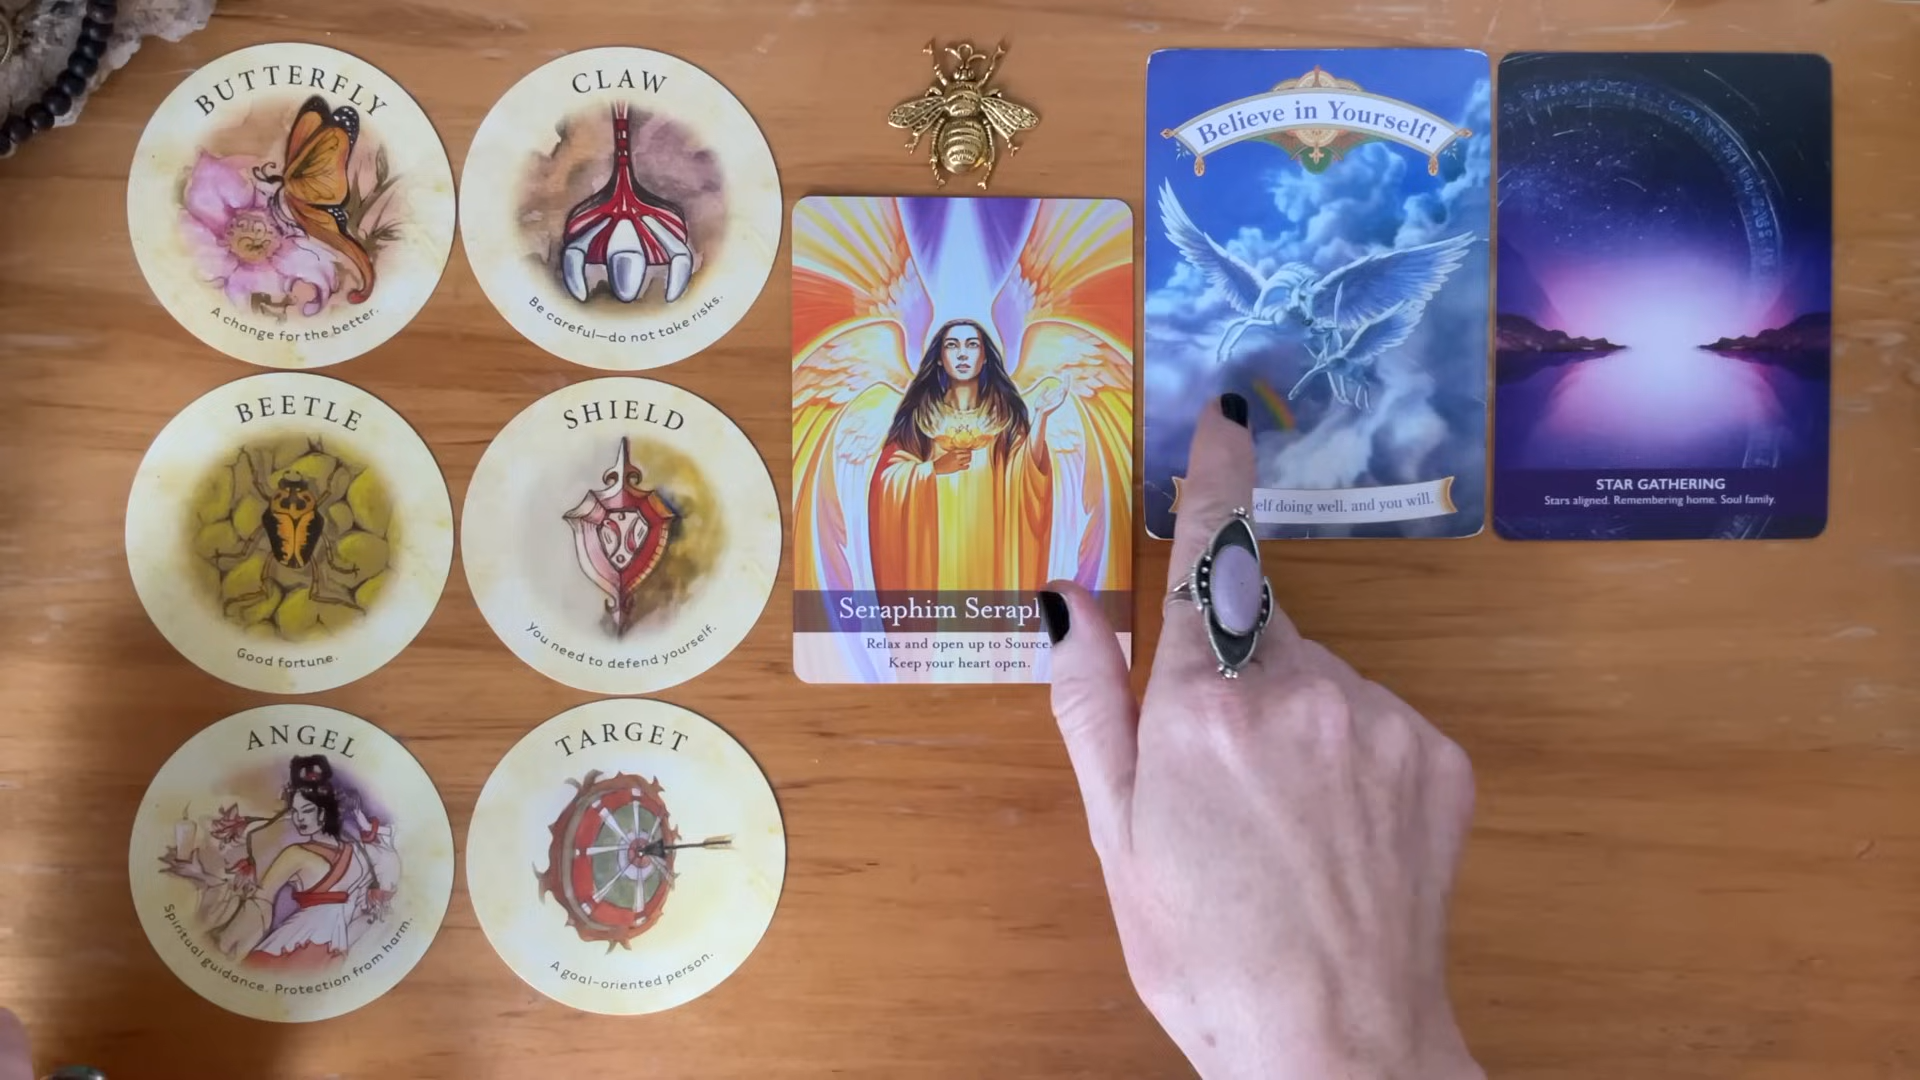 BUTTERFLY
A change for the better.
CLAW
Be careful—do not take risks.
BEETLE
Good fortune.
SHIELD
You need to defend yourself.
ANGEL
Spiritual guidance. Protection from harm.
TARGET
A goal-oriented person.
Seraphim
Relax and open up to Source.
Keep your heart open.
Believe in Yourself!
doing well, and you will.
STAR GATHERING
Stars aligned. Remembering home. Soul family.